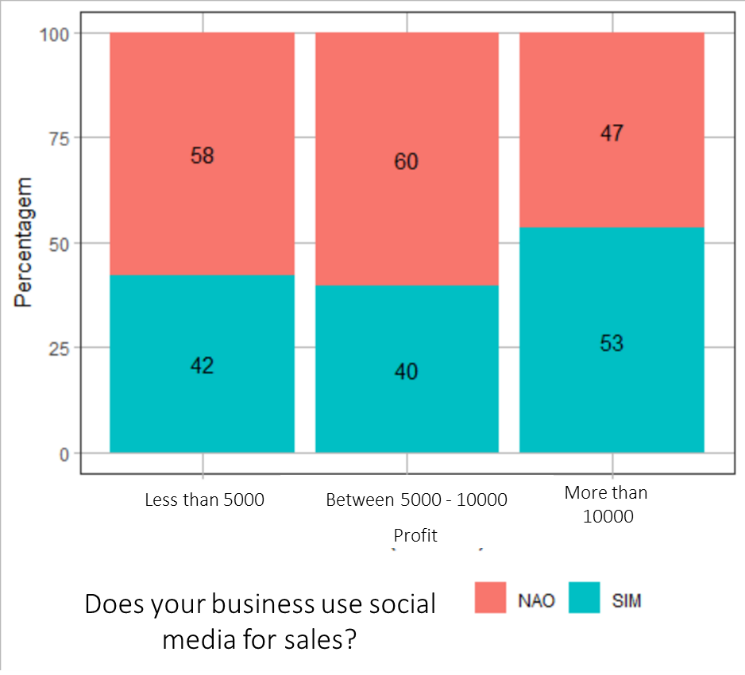 100
75
50
25
0
Percentagem
58
60
47
42
40
53
Less than 5000
Between 5000 - 10000
More than
10000
Profit
Does your business use social
media for sales?
NAO
SIM